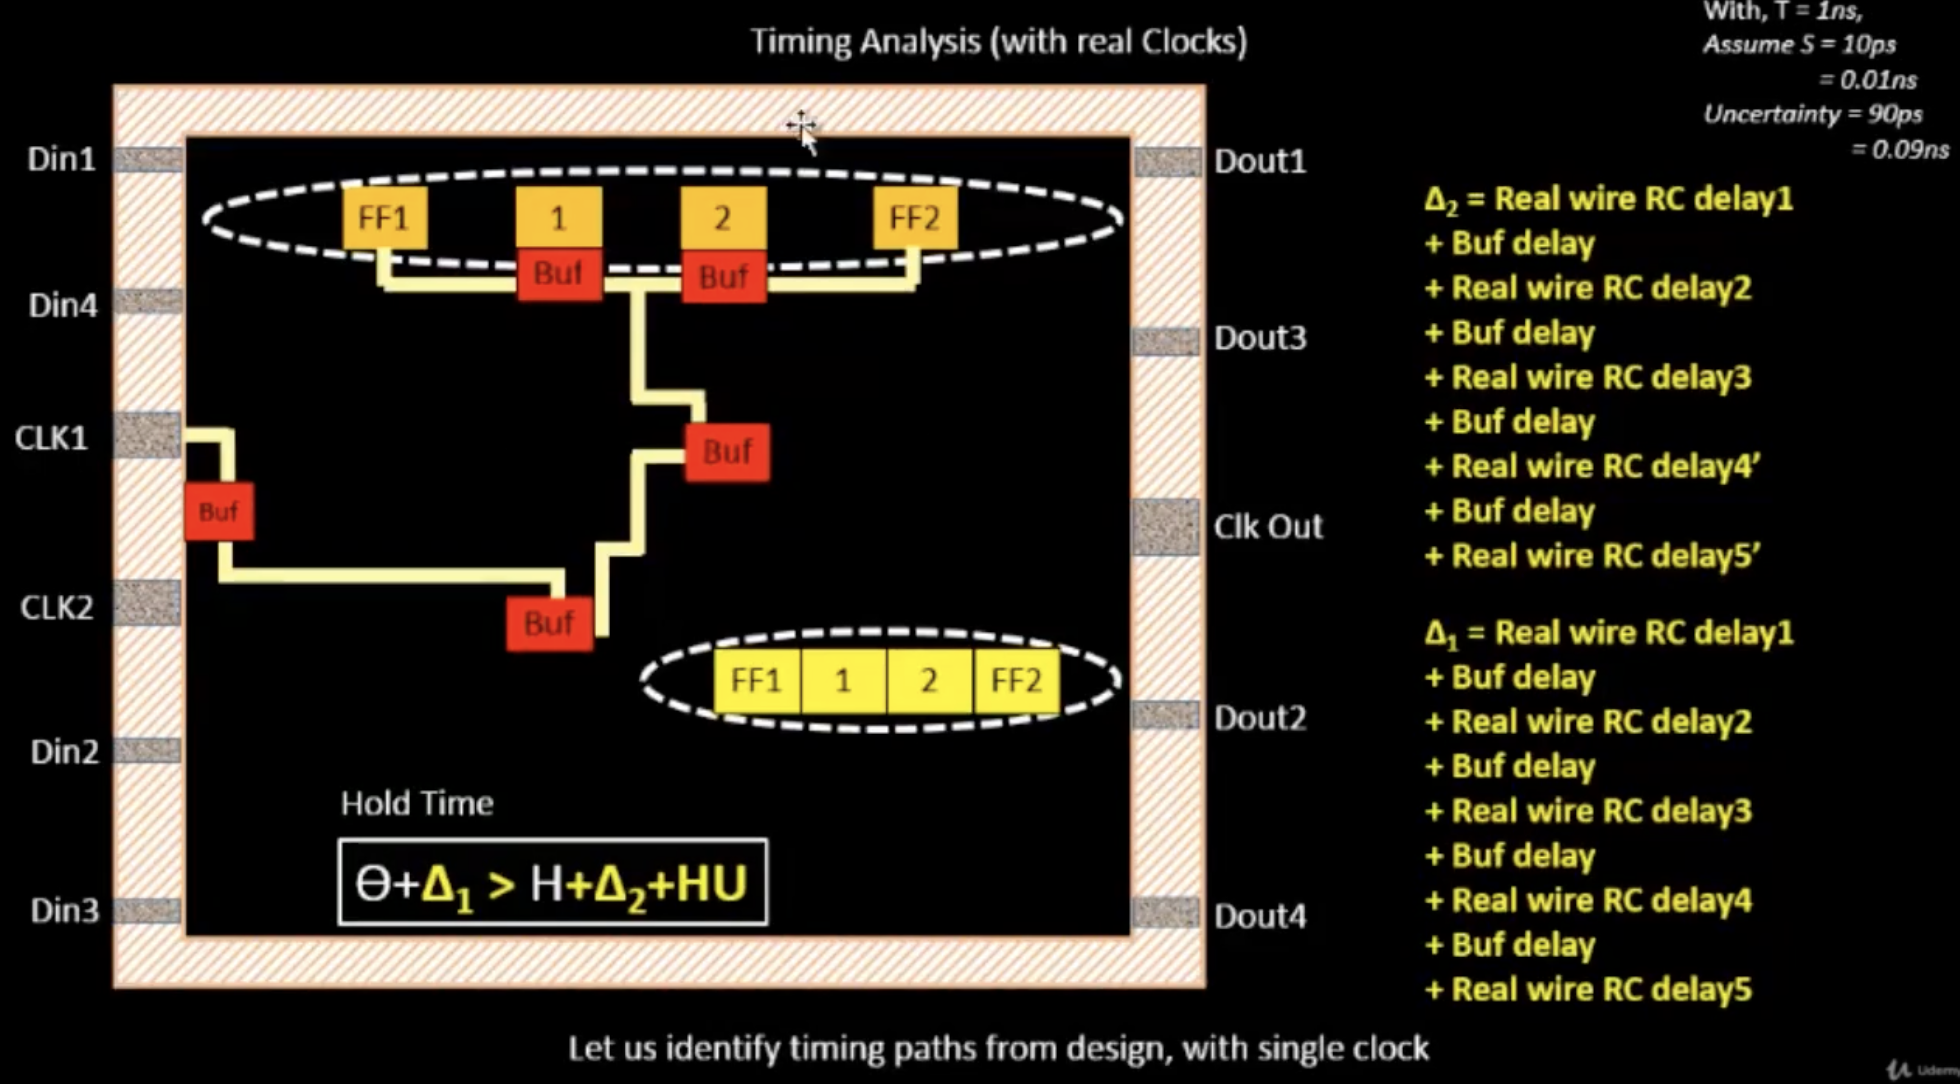 Timing Analysis (with real Clocks)
With, T = 1ns,
Assume S = 10ps
= 0.01ns
Uncertainty = 90ps
= 0.09ns
Din1
Din4
CLK1
CLK2
Din2
Din3
FF1
1
2
FF2
Buf
Buf
Buf
Buf
Buf
FF1
1
2
FF2
Hold Time
Ɵ+Δ₁ > H+Δ₂+HU
Dout1
Dout3
Clk Out
Dout2
Dout4
Δ₂ = Real wire RC delay1
+ Buf delay
+ Real wire RC delay2
+ Buf delay
+ Real wire RC delay3
+ Buf delay
+ Real wire RC delay4’
+ Buf delay
+ Real wire RC delay5’
Δ₁ = Real wire RC delay1
+ Buf delay
+ Real wire RC delay2
+ Buf delay
+ Real wire RC delay3
+ Buf delay
+ Real wire RC delay4
+ Buf delay
+ Real wire RC delay5
Let us identify timing paths from design, with single clock